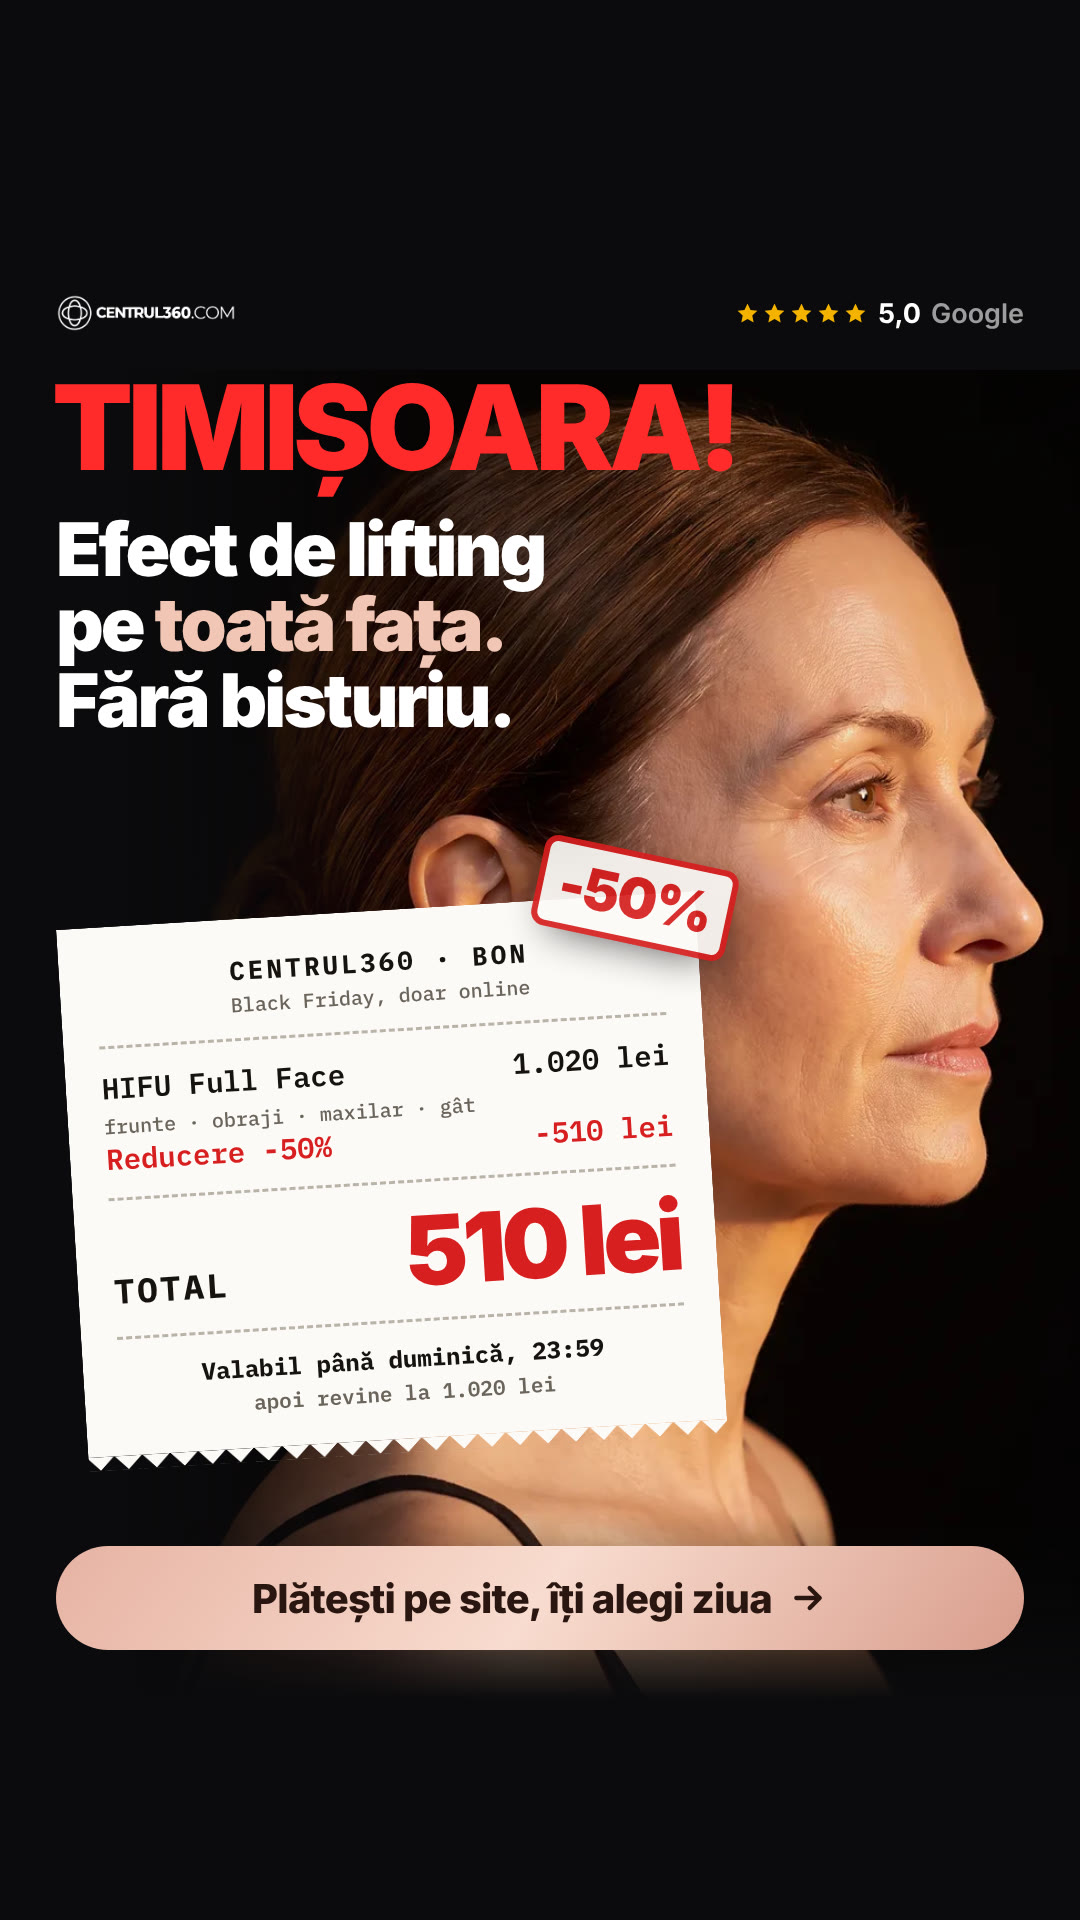 CENTRUL360.COM
★★★★★ 5,0 Google
TIMIȘOARA!
Efect de lifting
pe toată fața.
Fără bisturiu.
-50%
CENTRUL360 · BON
Black Friday, doar online
HIFU Full Face 1.020 lei
frunte · obraji · maxilar · gât
Reducere -50% -510 lei
TOTAL 510 lei
Valabil până duminică, 23:59
apoi revine la 1.020 lei
Plătești pe site, îți alegi ziua →